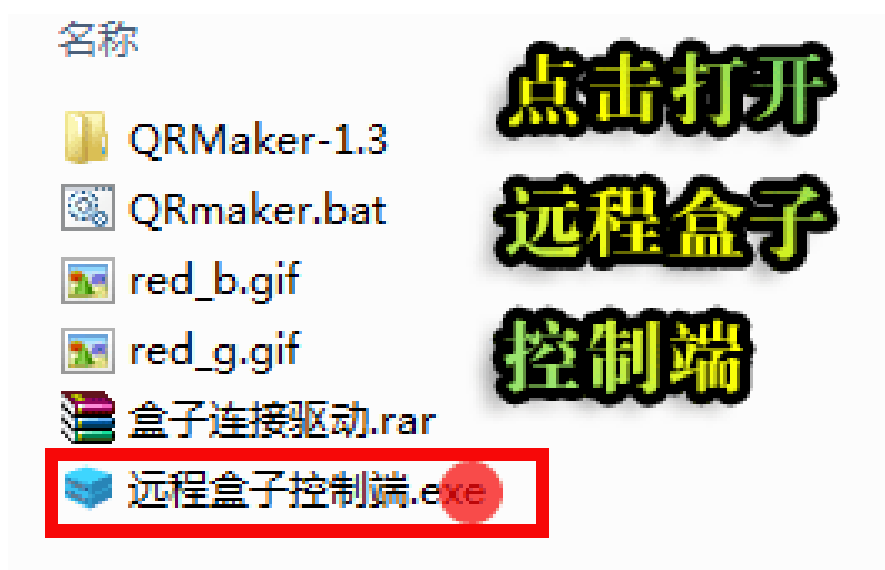 名称
QRMaker-1.3
QRmaker.bat
red_b.gif
red_g.gif
盒子连接驱动.rar
远程盒子控制端.exe
点击打开
远程盒子
控制端